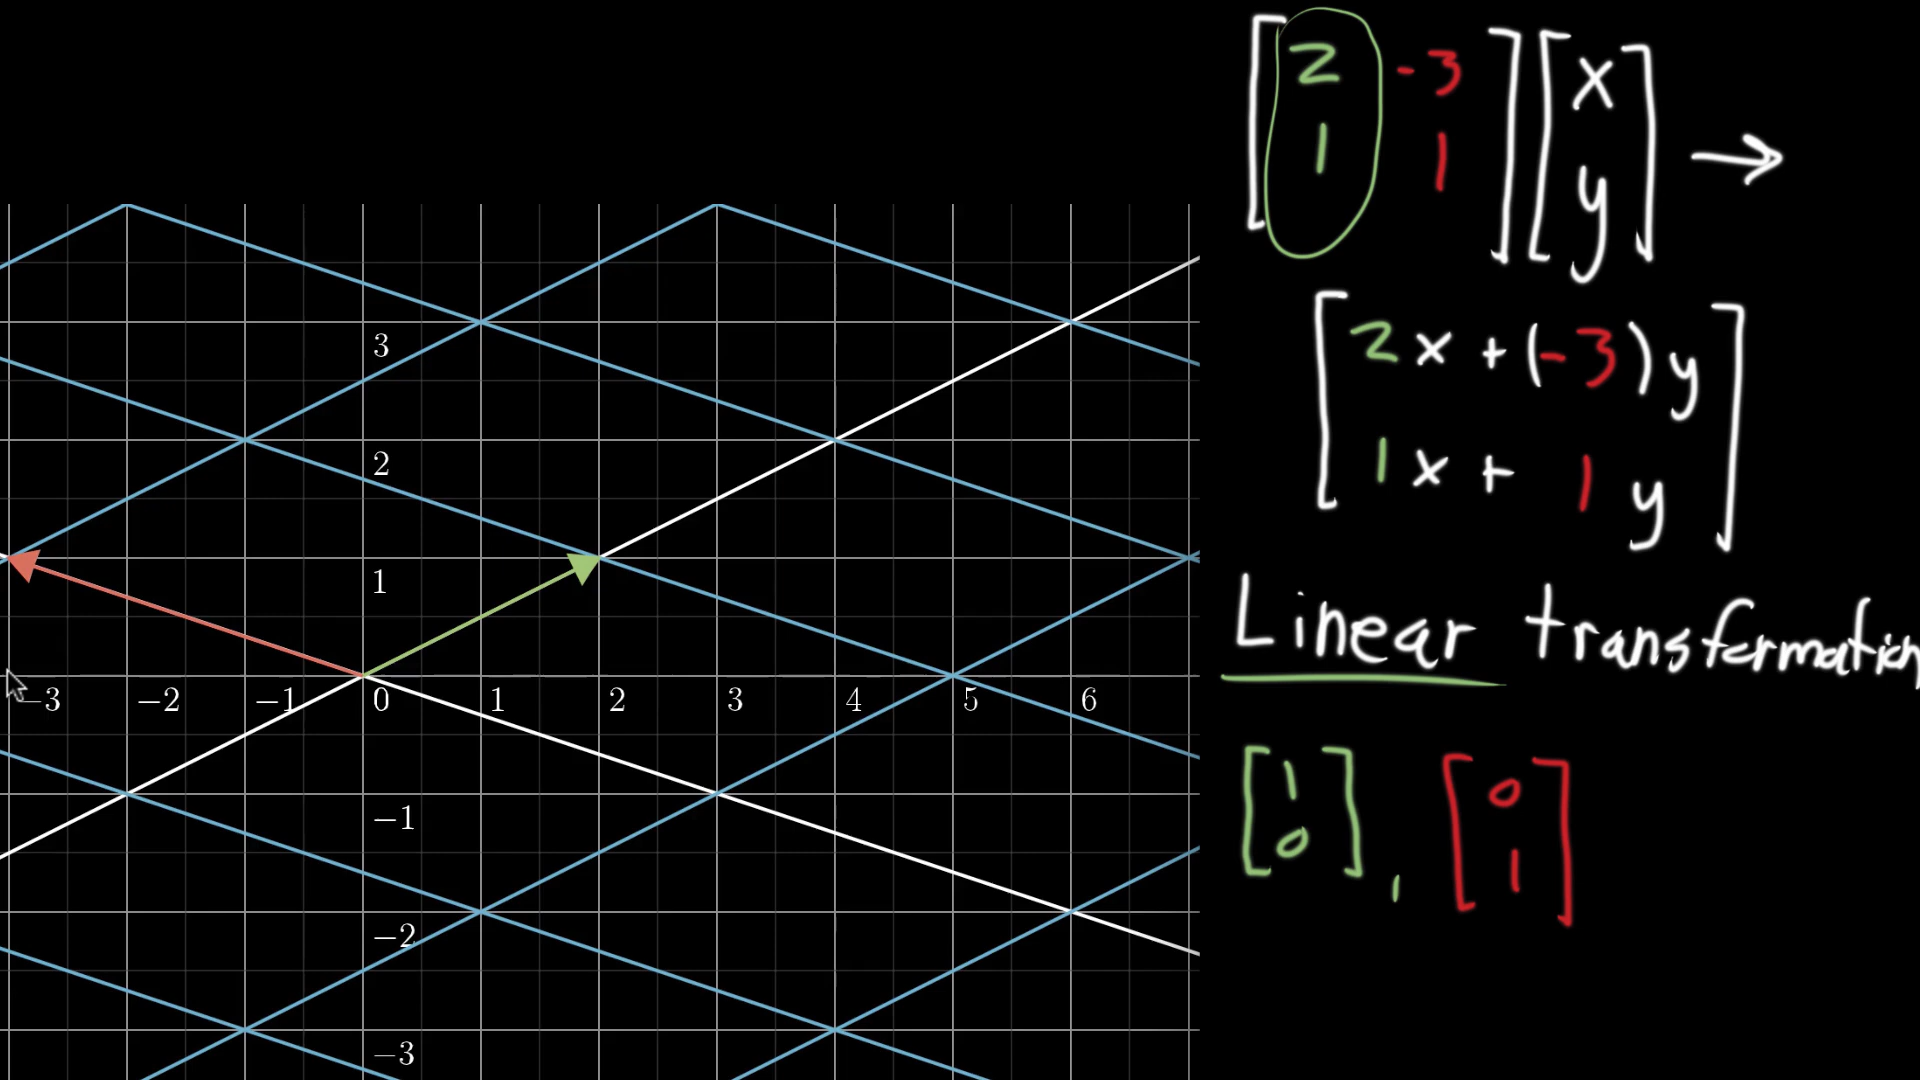 3
2
1
−3 −2 −1 0 1 2 3 4 5 6
−1
−2
−3
[2 -3] [x] →
[1 1] [y]
[2x + (-3)y]
[1x + 1y]
Linear transformation
[1] , [0]
[0] [1]